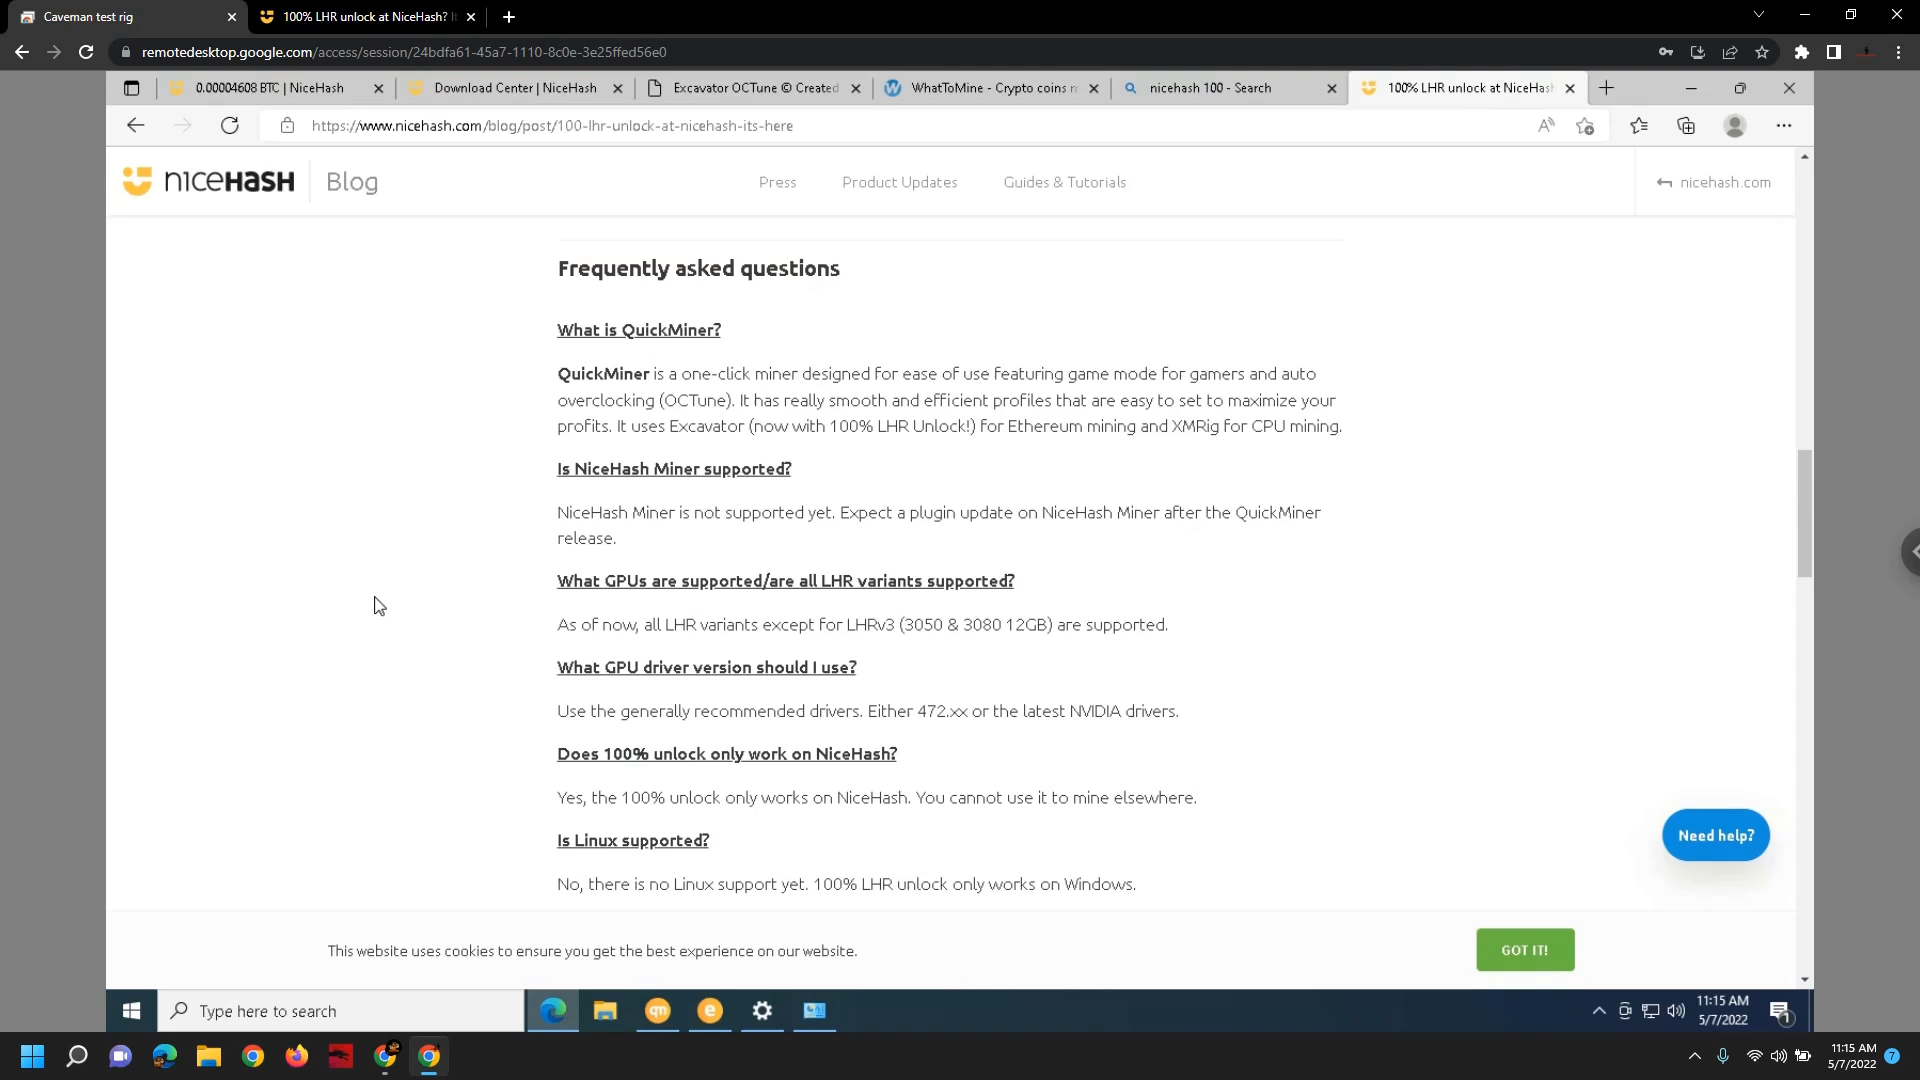 Caveman test rig
100% LHR unlock at NiceHash? It
remotedesktop.google.com/access/session/24bdfa61-45a7-1110-8c0e-3e25ffed56e0
0.00004608 BTC | NiceHash
Download Center | NiceHash
Excavator OCTune © Created
WhatToMine - Crypto coins m
nicehash 100 - Search
100% LHR unlock at NiceHash
https://www.nicehash.com/blog/post/100-lhr-unlock-at-nicehash-its-here
NICEHASH Blog
Press
Product Updates
Guides & Tutorials
nicehash.com
Frequently asked questions
What is QuickMiner?
QuickMiner is a one-click miner designed for ease of use featuring game mode for gamers and auto
overclocking (OCTune). It has really smooth and efficient profiles that are easy to set to maximize your
profits. It uses Excavator (now with 100% LHR Unlock!) for Ethereum mining and XMRig for CPU mining.
Is NiceHash Miner supported?
NiceHash Miner is not supported yet. Expect a plugin update on NiceHash Miner after the QuickMiner
release.
What GPUs are supported/are all LHR variants supported?
As of now, all LHR variants except for LHRv3 (3050 & 3080 12GB) are supported.
What GPU driver version should I use?
Use the generally recommended drivers. Either 472.xx or the latest NVIDIA drivers.
Does 100% unlock only work on NiceHash?
Yes, the 100% unlock only works on NiceHash. You cannot use it to mine elsewhere.
Need help?
Is Linux supported?
No, there is no Linux support yet. 100% LHR unlock only works on Windows.
This website uses cookies to ensure you get the best experience on our website.
GOT IT!
Type here to search
qm
e
11:15 AM
5/7/2022
1
11:15 AM
5/7/2022
7